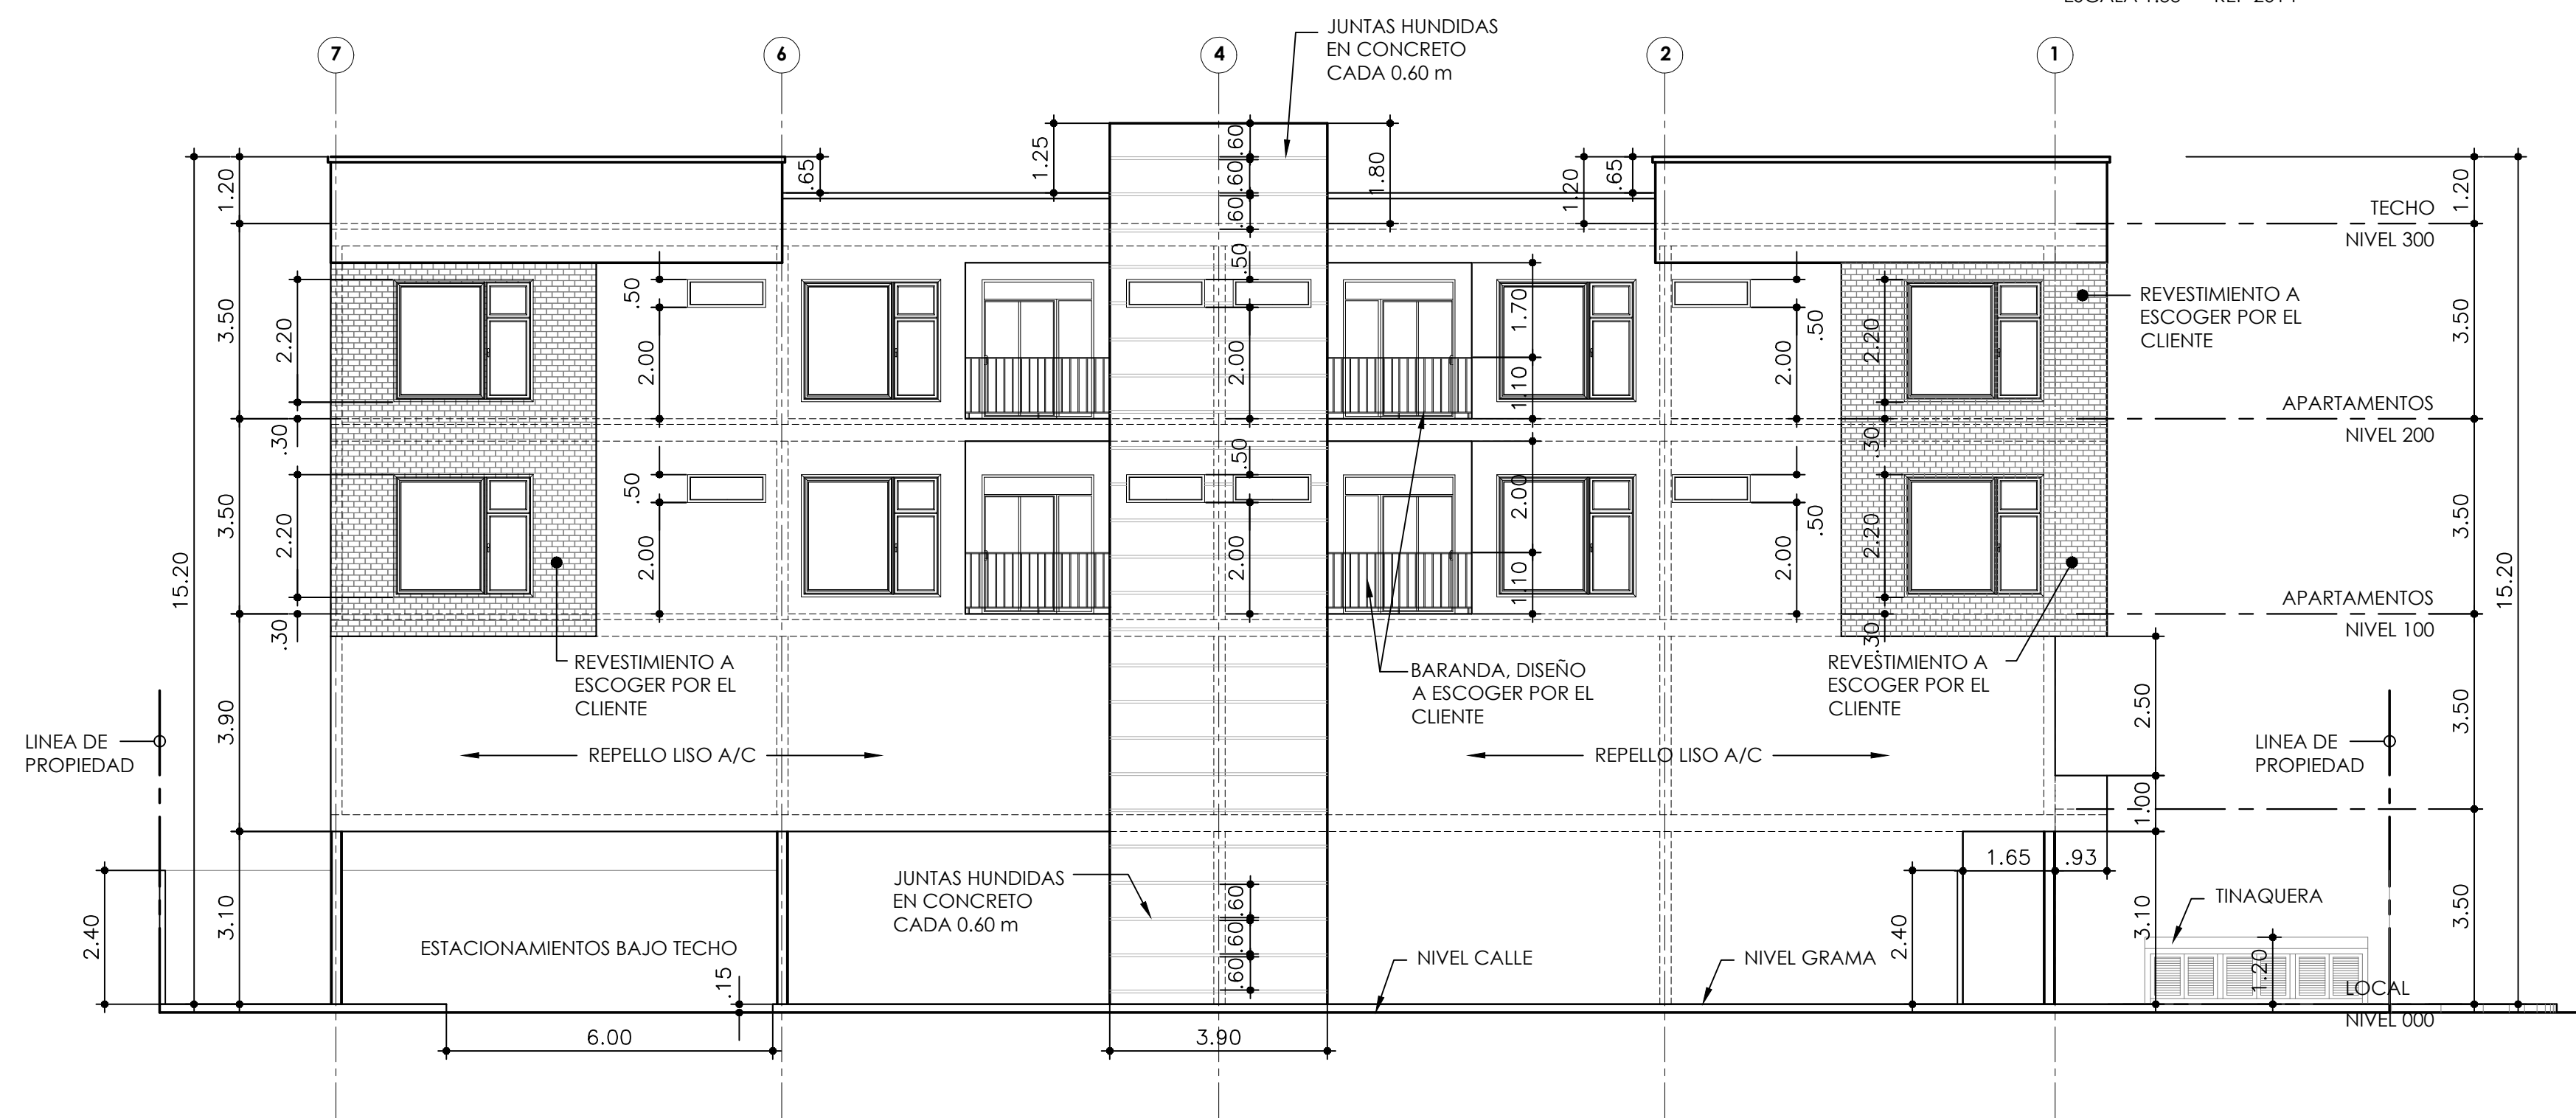 7
6
4
2
1
JUNTAS HUNDIDAS
EN CONCRETO
CADA 0.60 m
1.20
.65
1.25
.60
.60
.60
1.80
1.20
.65
1.20
TECHO
NIVEL 300
3.50
2.20
.50
2.00
.50
2.00
1.70
1.10
.50
2.00
2.20
3.50
REVESTIMIENTO A
ESCOGER POR EL
CLIENTE
APARTAMENTOS
NIVEL 200
.30
.30
15.20
3.50
2.20
.50
2.00
.50
2.00
2.00
1.10
.50
2.00
2.20
3.50
15.20
APARTAMENTOS
NIVEL 100
.30
.30
REVESTIMIENTO A
ESCOGER POR EL
CLIENTE
BARANDA, DISEÑO
A ESCOGER POR EL
CLIENTE
REVESTIMIENTO A
ESCOGER POR EL
CLIENTE
3.90
2.50
3.50
LINEA DE
PROPIEDAD
REPELLO LISO A/C
REPELLO LISO A/C
LINEA DE
PROPIEDAD
1.00
1.65
.93
JUNTAS HUNDIDAS
EN CONCRETO
CADA 0.60 m
.60
.60
.60
2.40
3.10
ESTACIONAMIENTOS BAJO TECHO
.15
NIVEL CALLE
NIVEL GRAMA
2.40
3.10
TINAQUERA
1.20
3.50
LOCAL
NIVEL 000
6.00
3.90